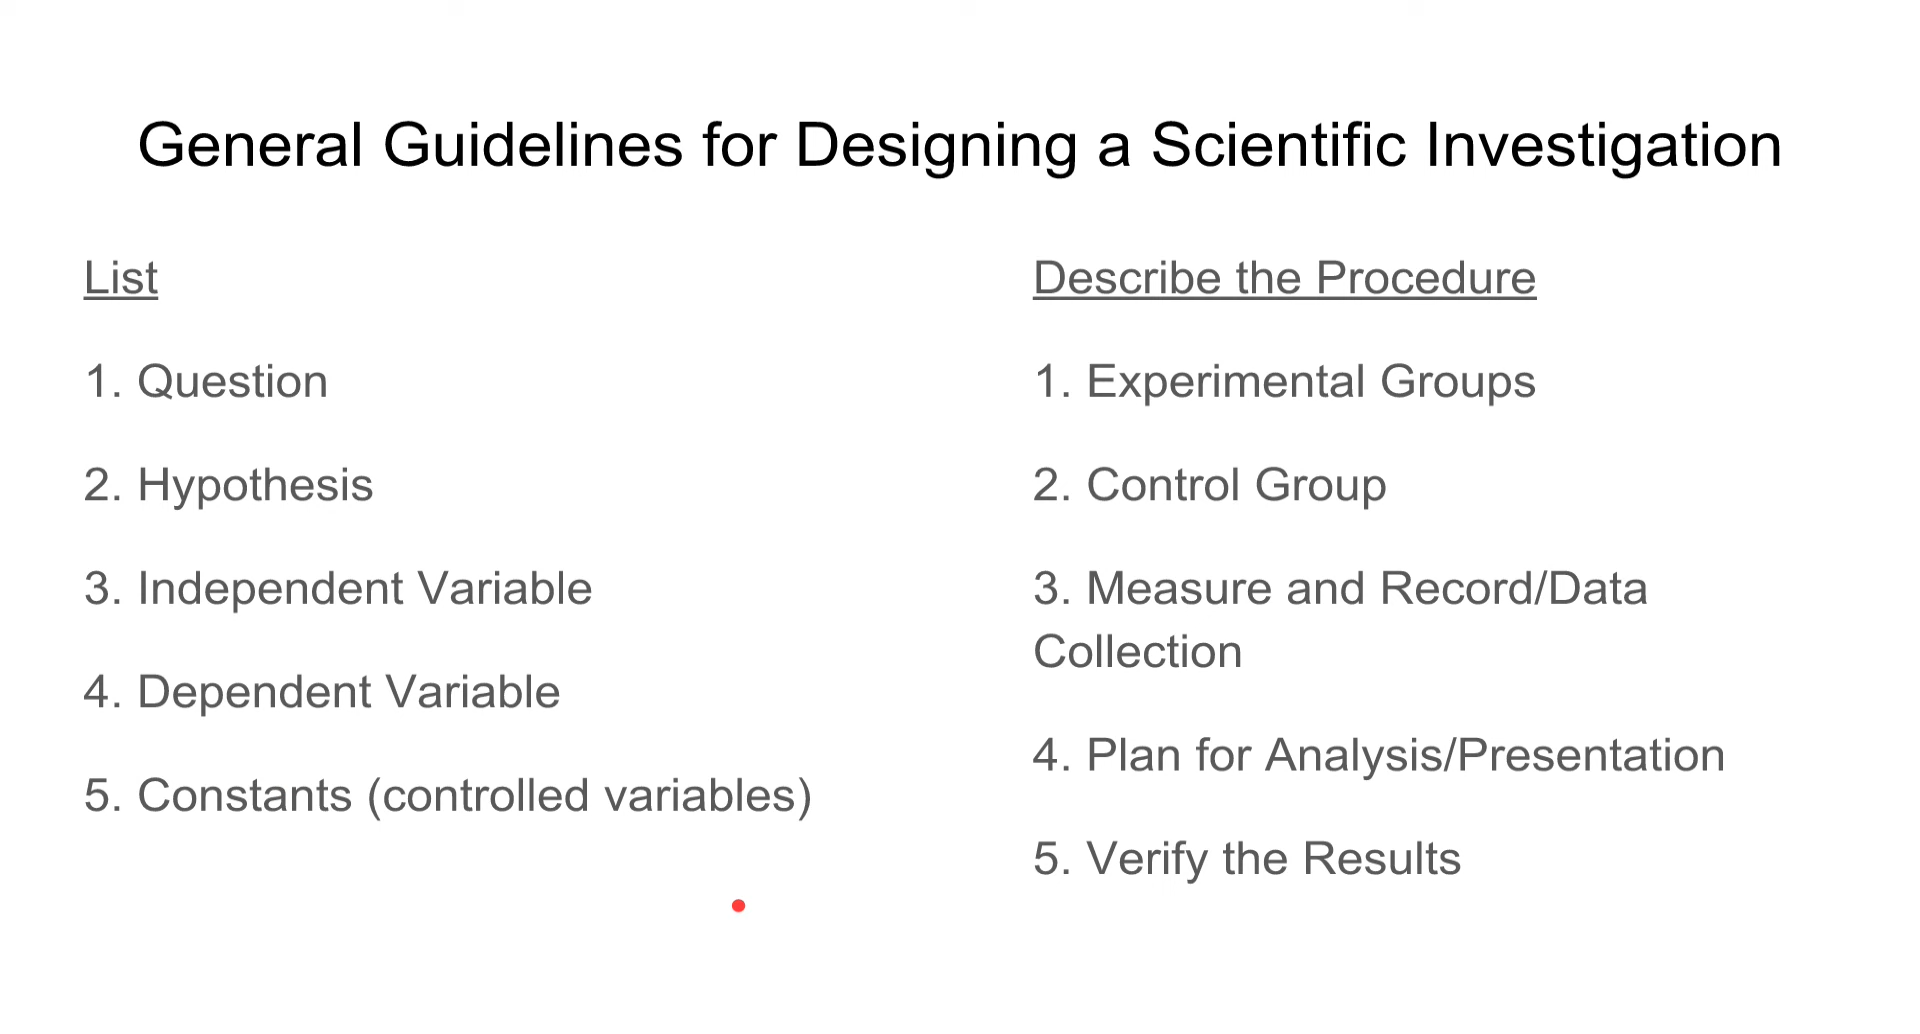 General Guidelines for Designing a Scientific Investigation
List
1. Question
2. Hypothesis
3. Independent Variable
4. Dependent Variable
5. Constants (controlled variables)
Describe the Procedure
1. Experimental Groups
2. Control Group
3. Measure and Record/Data
Collection
4. Plan for Analysis/Presentation
5. Verify the Results